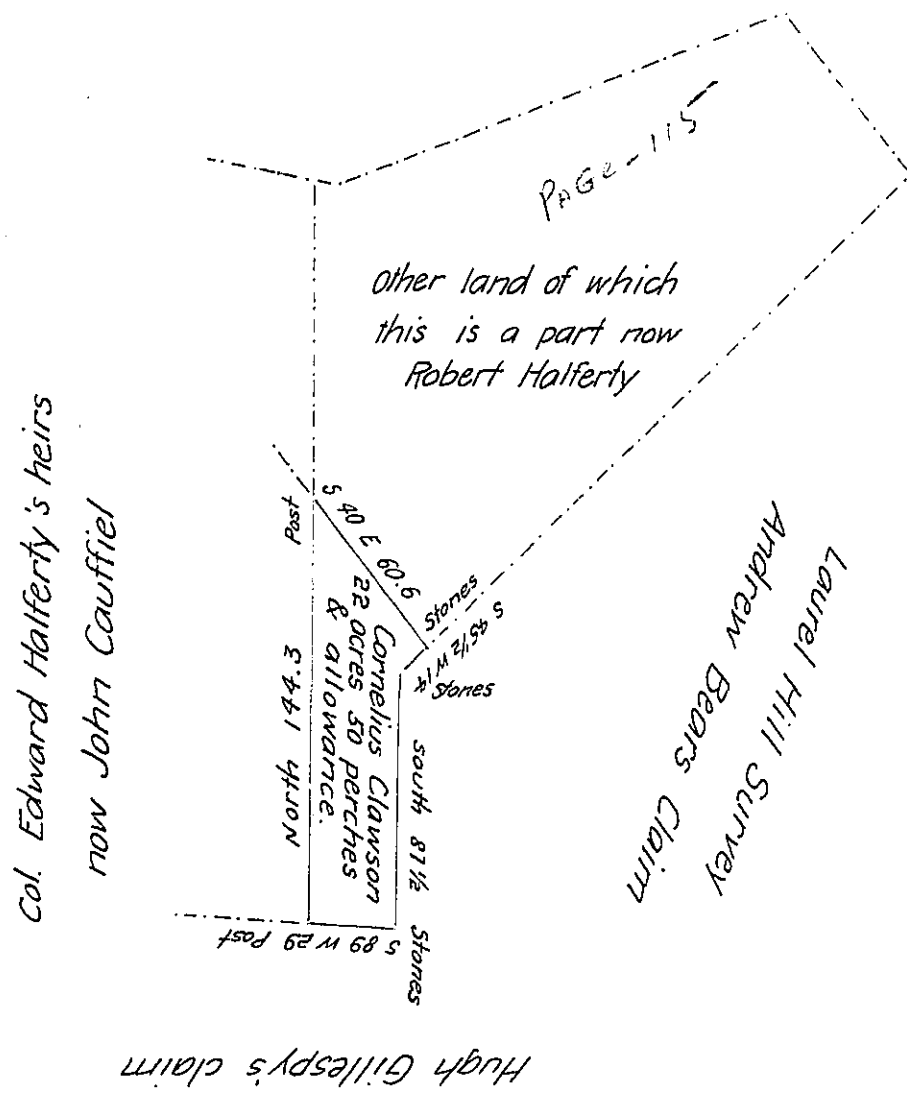 PAGE-115
other land of which
this is a part now
Robert Halferty
Col. Edward Halferty's heirs
now John Cauffiel
Laurel Hill Survey
Andrew Bears Claim
Post
S 40 E 60.6
Stones
S 45½ W 14
Stones
South 87½
Stones
S 89 W 29 Post
North 144.3
Cornelius Clawson
22 acres 50 perches
& allowance.
Hugh Gillespy's claim